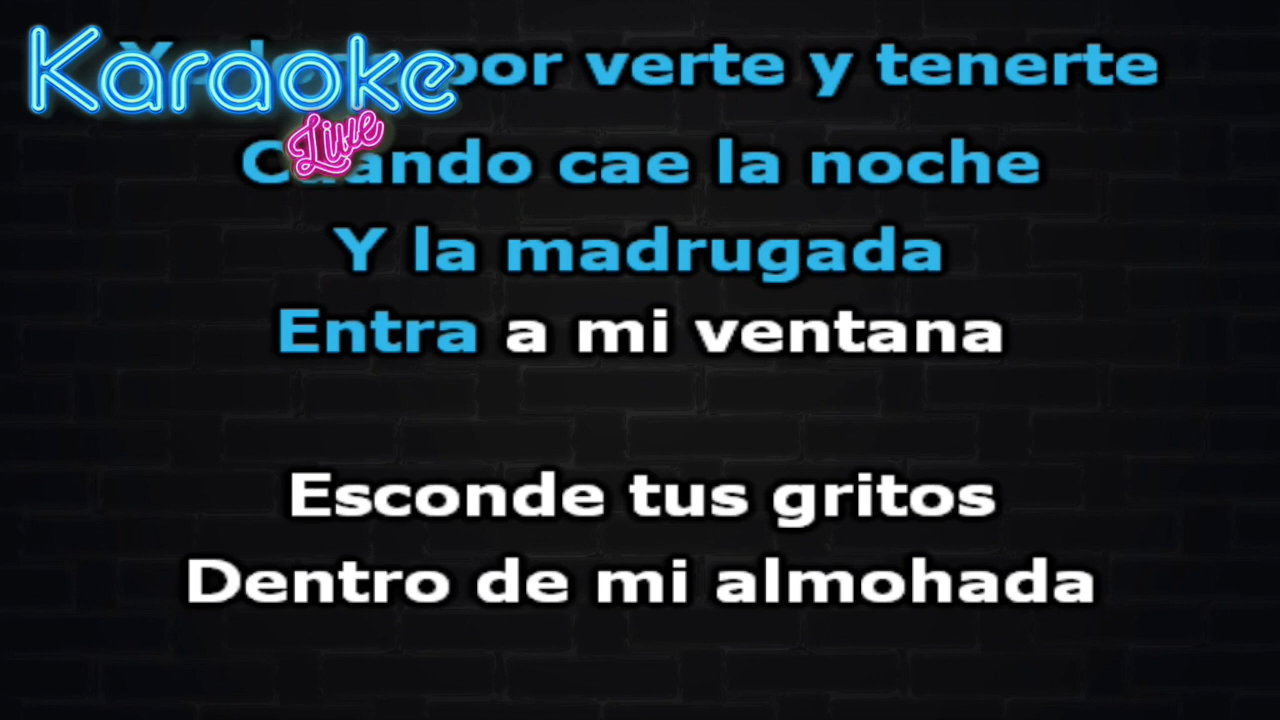 Karaoke
Live
por verte y tenerte
Cuando cae la noche
Y la madrugada
Entra a mi ventana
Esconde tus gritos
Dentro de mi almohada